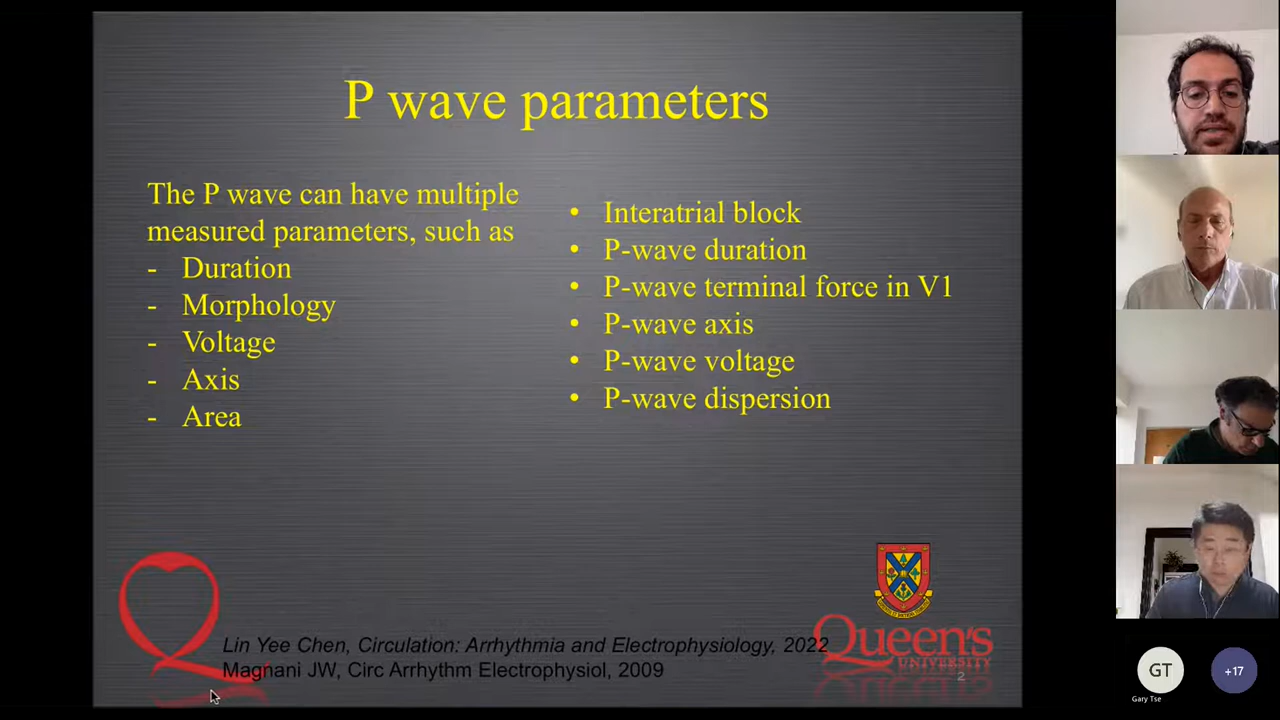 P wave parameters
The P wave can have multiple
measured parameters, such as
- Duration
- Morphology
- Voltage
- Axis
- Area
• Interatrial block
• P-wave duration
• P-wave terminal force in V1
• P-wave axis
• P-wave voltage
• P-wave dispersion
Lin Yee Chen, Circulation: Arrhythmia and Electrophysiology, 2022
Magnani JW, Circ Arrhythm Electrophysiol, 2009
Queen's
UNIVERSITY
2
GT
Gary Tse
+17